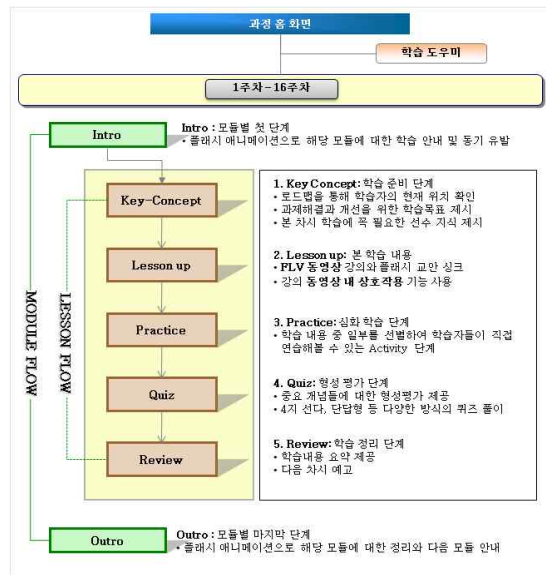 과정 홈 화면
학습 도우미
1주차-16주차
Intro
Intro : 모듈별 첫 단계
• 플래시 애니메이션으로 해당 모듈에 대한 학습 안내 및 동기 유발
MODULE FLOW
LESSON FLOW
Key-Concept
Lesson up
Practice
Quiz
Review
1. Key Concept: 학습 준비 단계
• 로드맵을 통해 학습자의 현재 위치 확인
• 과제해결과 개선을 위한 학습목표 제시
• 본 차시 학습에 꼭 필요한 선수 지식 제시
2. Lesson up: 본 학습 내용
• FLV 동영상 강의와 플래시 교안 싱크
• 강의 동영상 내 상호작용 기능 사용
3. Practice: 심화 학습 단계
• 학습 내용 중 일부를 선별하여 학습자들이 직접
연습해볼 수 있는 Activity 단계
4. Quiz: 형성 평가 단계
• 중요 개념들에 대한 형성평가 제공
• 4지 선다, 단답형 등 다양한 방식의 퀴즈 풀이
5. Review: 학습 정리 단계
• 학습내용 요약 제공
• 다음 차시 예고
Outro
Outro : 모듈별 마지막 단계
• 플래시 애니메이션으로 해당 모듈에 대한 정리와 다음 모듈 안내